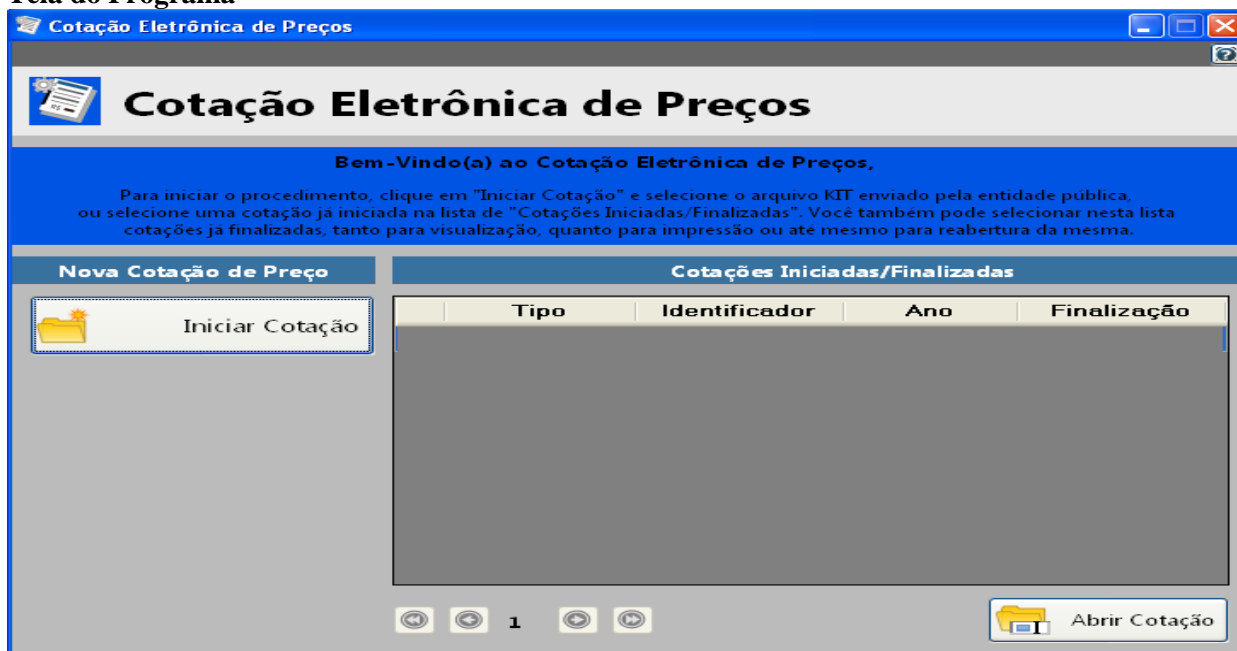 Tela do Programa
Cotação Eletrônica de Preços
Cotação Eletrônica de Preços
Bem-Vindo(a) ao Cotação Eletrônica de Preços,
Para iniciar o procedimento, clique em "Iniciar Cotação" e selecione o arquivo KIT enviado pela entidade pública,
ou selecione uma cotação já iniciada na lista de "Cotações Iniciadas/Finalizadas". Você também pode selecionar nesta lista
cotações já finalizadas, tanto para visualização, quanto para impressão ou até mesmo para reabertura da mesma.
Nova Cotação de Preço
Cotações Iniciadas/Finalizadas
Iniciar Cotação
Tipo Identificador Ano Finalização
1
Abrir Cotação